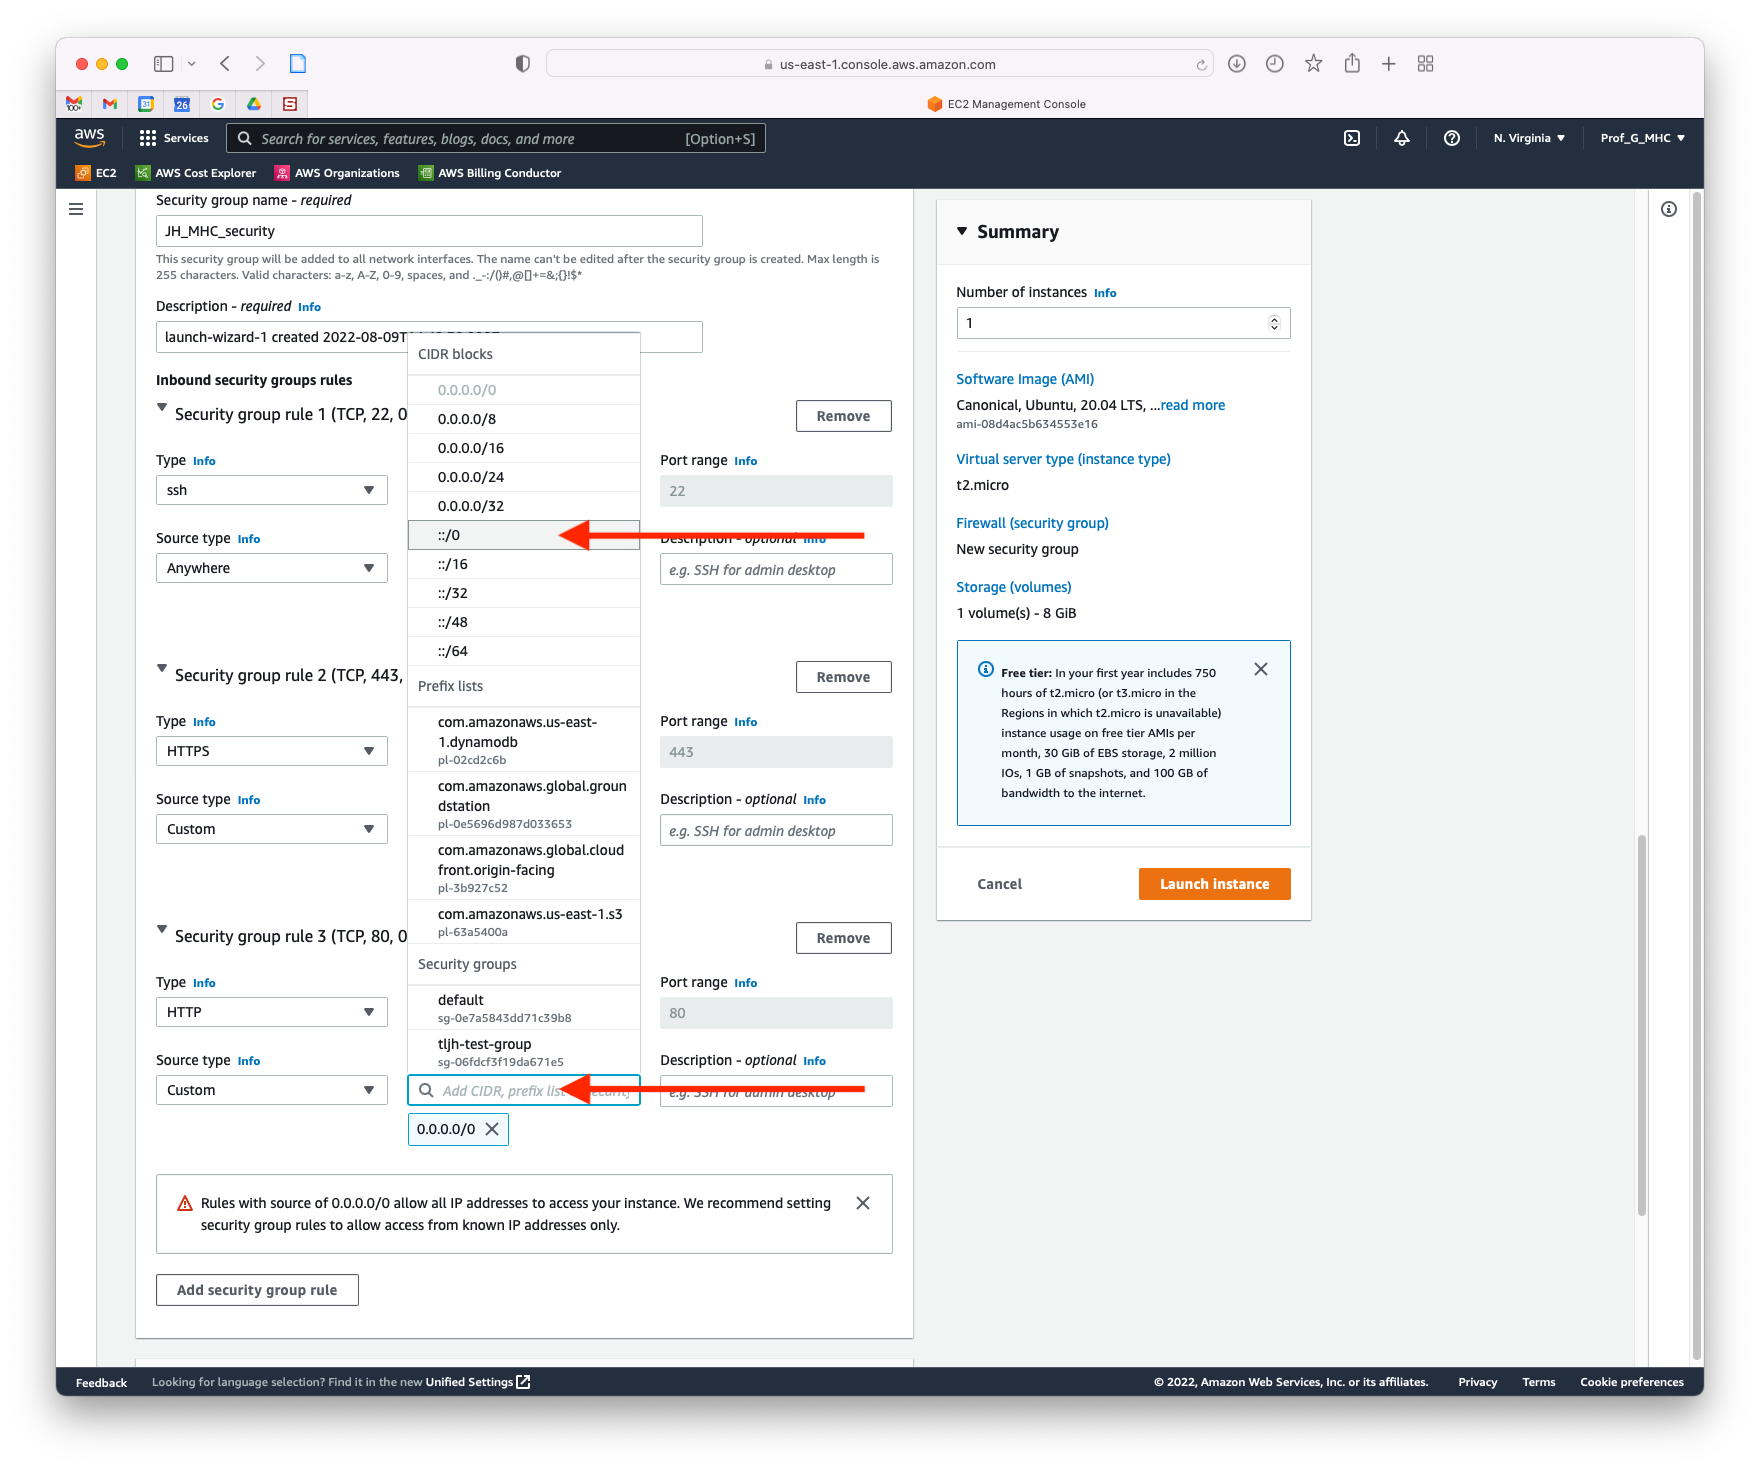 us-east-1.console.aws.amazon.com
EC2 Management Console
aws
Services
Search for services, features, blogs, docs, and more
[Option+S]
N. Virginia
Prof_G_MHC
EC2
AWS Cost Explorer
AWS Organizations
AWS Billing Conductor
Security group name - required
JH_MHC_security
This security group will be added to all network interfaces. The name can't be edited after the security group is created. Max length is
255 characters. Valid characters: a-z, A-Z, 0-9, spaces, and ._-:/()#,@[]+=&;{}!$*
Description - required Info
launch-wizard-1 created 2022-08-09T
Inbound security groups rules
Security group rule 1 (TCP, 22, 0
Remove
Type Info
ssh
Port range Info
22
Source type Info
Anywhere
Description - optional Info
e.g. SSH for admin desktop
CIDR blocks
0.0.0.0/0
0.0.0.0/8
0.0.0.0/16
0.0.0.0/24
0.0.0.0/32
::/0
::/16
::/32
::/48
::/64
Prefix lists
com.amazonaws.us-east-
1.dynamodb
pl-02cd2c6b
com.amazonaws.global.groun
dstation
pl-0e5696d987d033653
com.amazonaws.global.cloud
front.origin-facing
pl-3b927c52
com.amazonaws.us-east-1.s3
pl-63a5400a
Security groups
default
sg-0e7a5843dd71c39b8
tljh-test-group
sg-06fdcf3f19da671e5
Security group rule 2 (TCP, 443,
Remove
Type Info
HTTPS
Port range Info
443
Source type Info
Custom
Description - optional Info
e.g. SSH for admin desktop
Security group rule 3 (TCP, 80, 0
Remove
Type Info
HTTP
Port range Info
80
Source type Info
Custom
Add CIDR, prefix list
Description - optional Info
e.g. SSH for admin desktop
0.0.0.0/0
Rules with source of 0.0.0.0/0 allow all IP addresses to access your instance. We recommend setting
security group rules to allow access from known IP addresses only.
Add security group rule
Summary
Number of instances Info
1
Software Image (AMI)
Canonical, Ubuntu, 20.04 LTS, ...read more
ami-08d4ac5b634553e16
Virtual server type (instance type)
t2.micro
Firewall (security group)
New security group
Storage (volumes)
1 volume(s) - 8 GiB
Free tier: In your first year includes 750
hours of t2.micro (or t3.micro in the
Regions in which t2.micro is unavailable)
instance usage on free tier AMIs per
month, 30 GiB of EBS storage, 2 million
IOs, 1 GB of snapshots, and 100 GB of
bandwidth to the internet.
Cancel
Launch instance
Feedback
Looking for language selection? Find it in the new Unified Settings
© 2022, Amazon Web Services, Inc. or its affiliates.
Privacy
Terms
Cookie preferences